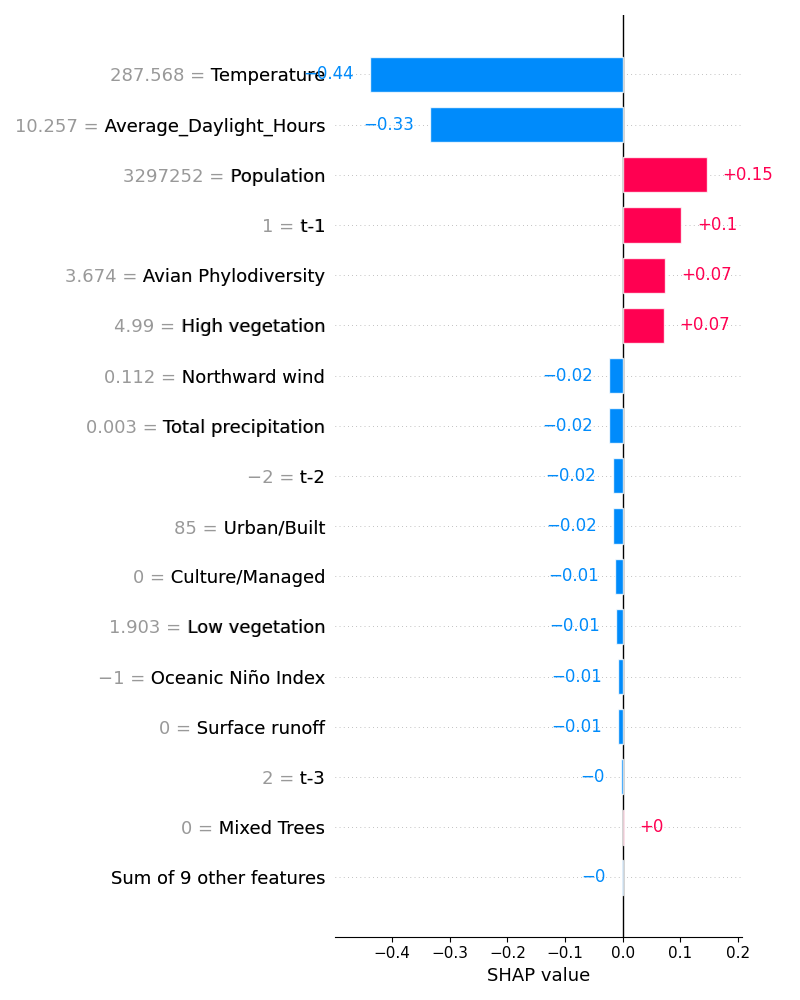 287.568 = Temperature −0.44
10.257 = Average_Daylight_Hours −0.33
3297252 = Population +0.15
1 = t-1 +0.1
3.674 = Avian Phylodiversity +0.07
4.99 = High vegetation +0.07
0.112 = Northward wind −0.02
0.003 = Total precipitation −0.02
−2 = t-2 −0.02
85 = Urban/Built −0.02
0 = Culture/Managed −0.01
1.903 = Low vegetation −0.01
−1 = Oceanic Niño Index −0.01
0 = Surface runoff −0.01
2 = t-3 −0
0 = Mixed Trees +0
Sum of 9 other features −0
−0.4 −0.3 −0.2 −0.1 0.0 0.1 0.2
SHAP value